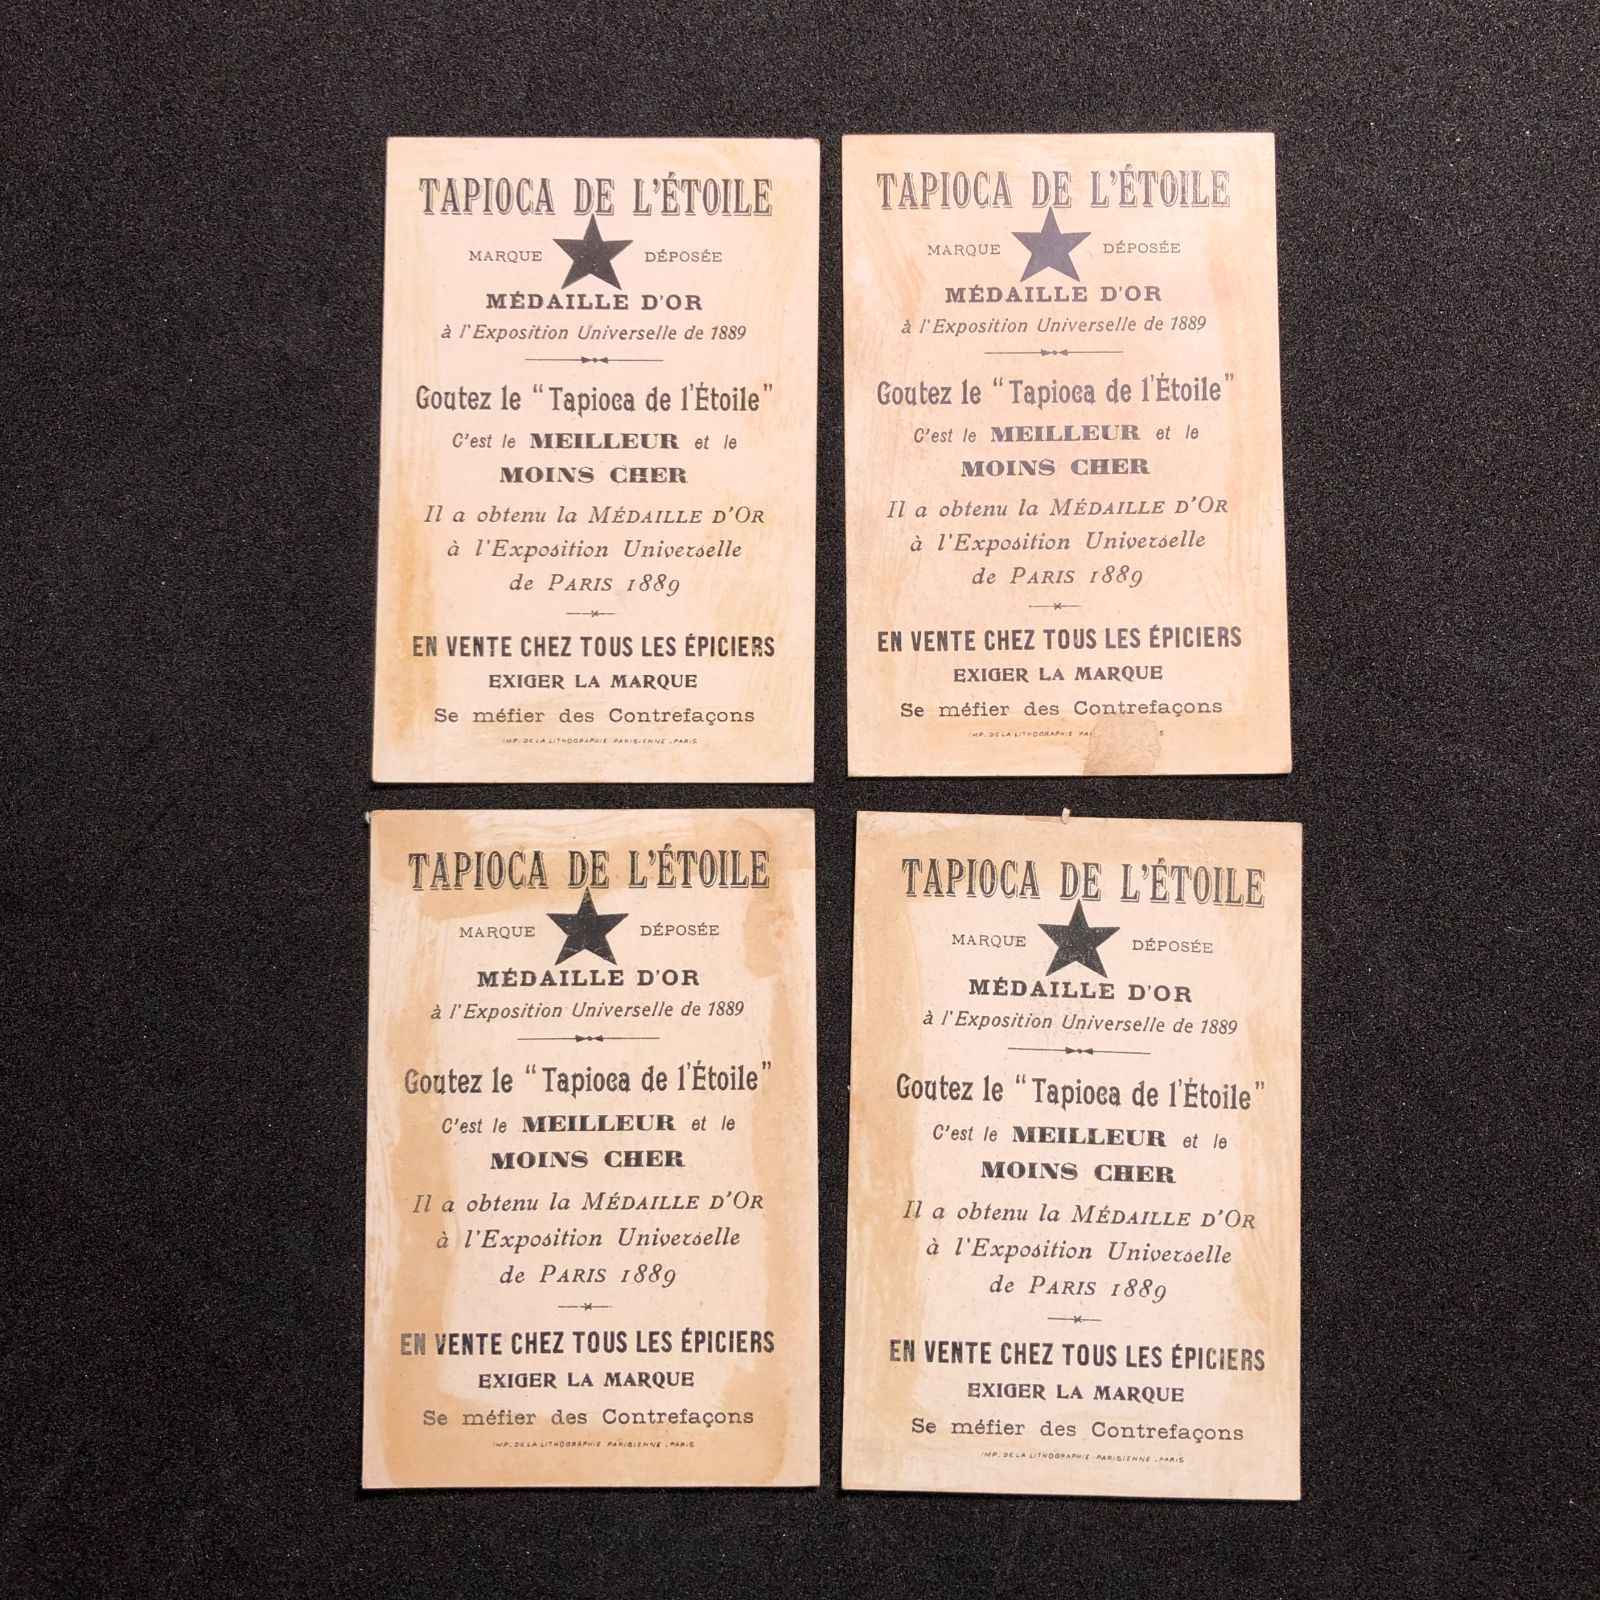 TAPIOCA DE L'ÉTOILE
MARQUE DÉPOSÉE
MÉDAILLE D'OR
à l'Exposition Universelle de 1889
Goutez le "Tapioca de l'Étoile"
C'est le MEILLEUR et le
MOINS CHER
Il a obtenu la MÉDAILLE D'OR
à l'Exposition Universelle
de PARIS 1889
EN VENTE CHEZ TOUS LES ÉPICIERS
EXIGER LA MARQUE
Se méfier des Contrefaçons
IMP. DE LA LITHOGRAPHIE PARISIENNE - PARIS
TAPIOCA DE L'ÉTOILE
MARQUE DÉPOSÉE
MÉDAILLE D'OR
à l'Exposition Universelle de 1889
Goutez le "Tapioca de l'Étoile"
C'est le MEILLEUR et le
MOINS CHER
Il a obtenu la MÉDAILLE D'OR
à l'Exposition Universelle
de PARIS 1889
EN VENTE CHEZ TOUS LES ÉPICIERS
EXIGER LA MARQUE
Se méfier des Contrefaçons
IMP. DE LA LITHOGRAPHIE
TAPIOCA DE L'ÉTOILE
MARQUE DÉPOSÉE
MÉDAILLE D'OR
à l'Exposition Universelle de 1889
Goutez le "Tapioca de l'Étoile"
C'est le MEILLEUR et le
MOINS CHER
Il a obtenu la MÉDAILLE D'OR
à l'Exposition Universelle
de PARIS 1889
EN VENTE CHEZ TOUS LES ÉPICIERS
EXIGER LA MARQUE
Se méfier des Contrefaçons
IMP. DE LA LITHOGRAPHIE PARISIENNE - PARIS
TAPIOCA DE L'ÉTOILE
MARQUE DÉPOSÉE
MÉDAILLE D'OR
à l'Exposition Universelle de 1889
Goutez le "Tapioca de l'Étoile"
C'est le MEILLEUR et le
MOINS CHER
Il a obtenu la MÉDAILLE D'OR
à l'Exposition Universelle
de PARIS 1889
EN VENTE CHEZ TOUS LES ÉPICIERS
EXIGER LA MARQUE
Se méfier des Contrefaçons
IMP. DE LA LITHOGRAPHIE PARISIENNE - PARIS